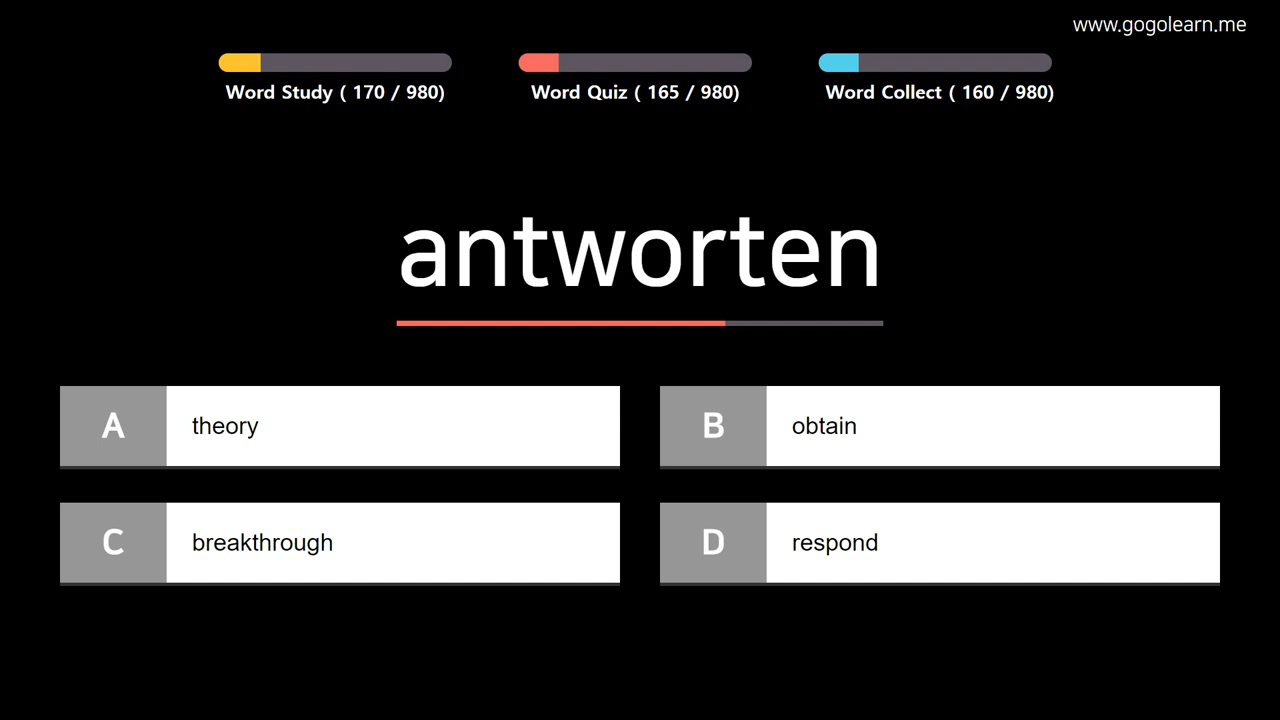 www.gogolearn.me
Word Study ( 170 / 980)
Word Quiz ( 165 / 980)
Word Collect ( 160 / 980)
antworten
A theory
B obtain
C breakthrough
D respond